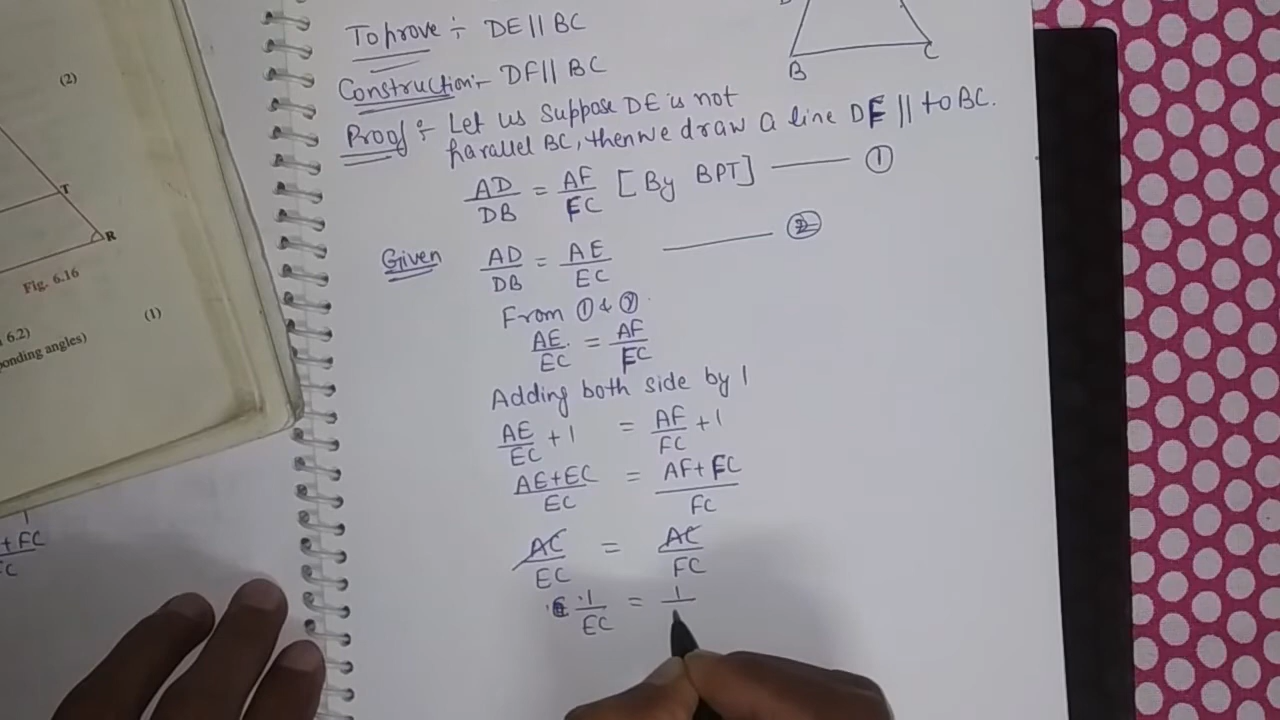 To prove ÷ DE || BC
Construction:- DF || BC
Proof ÷ Let us Suppose DE is not
parallel BC, then we draw a line DF || to BC.
AD/DB = AF/FC [By BPT] —— ①
Given AD/DB = AE/EC —— ②
From ① & ②
AE/EC = AF/FC
Adding both side by 1
AE/EC + 1 = AF/FC + 1
AE+EC/EC = AF+FC/FC
AC/EC = AC/FC
1/EC = 1
B
C
(2)
T
R
Fig. 6.16
(1)
6.2)
ponding angles)
+ FC